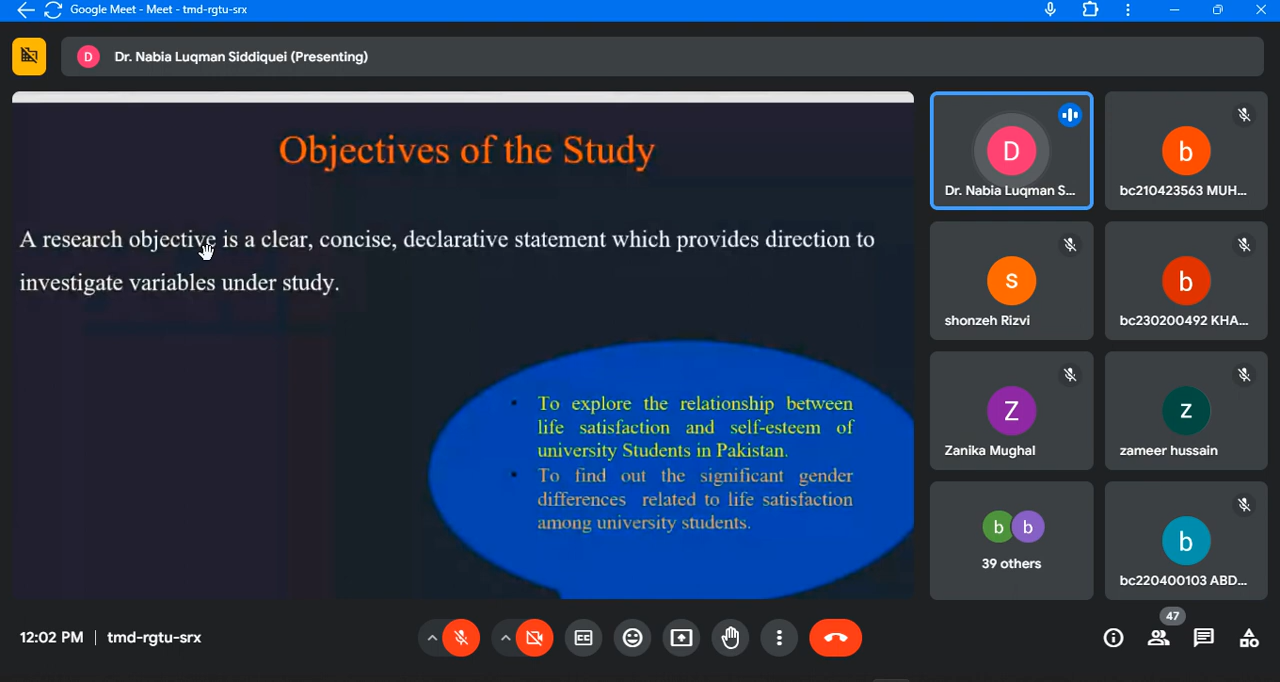 Google Meet - Meet - tmd-rgtu-srx
D Dr. Nabia Luqman Siddiquei (Presenting)
Objectives of the Study
A research objective is a clear, concise, declarative statement which provides direction to
investigate variables under study.
• To explore the relationship between
life satisfaction and self-esteem of
university Students in Pakistan.
• To find out the significant gender
differences related to life satisfaction
among university students.
D
Dr. Nabia Luqman S...
b
bc210423563 MUH...
s
shonzeh Rizvi
b
bc230200492 KHA...
Z
Zanika Mughal
z
zameer hussain
b b
39 others
b
bc220400103 ABD...
12:02 PM | tmd-rgtu-srx
CC
47